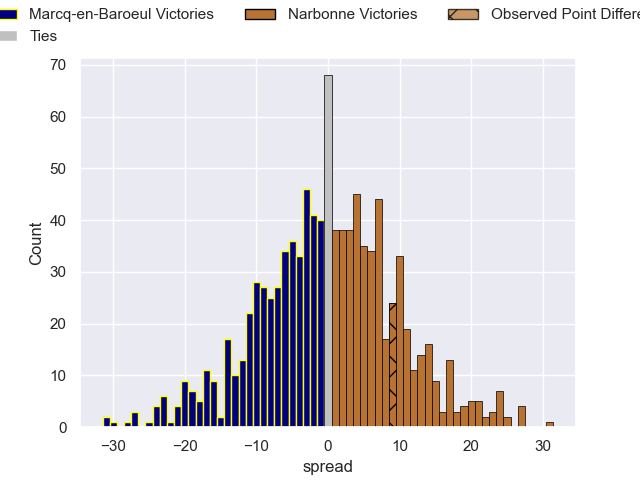 Marcq-en-Baroeul Victories
Narbonne Victories
Observed Point Differe
Ties
70
60
50
40
30
20
10
0
Count
−30
−20
−10
0
10
20
30
spread